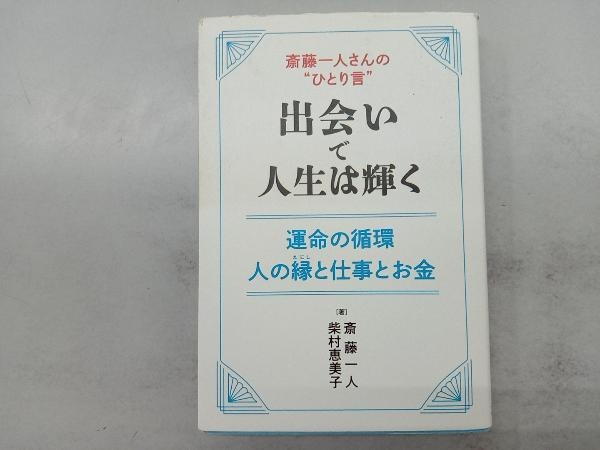 斎藤一人さんの
“ひとり言”
出会い
で
人生は輝く
運命の循環
えにし
人の縁と仕事とお金
[著]
斎藤一人
柴村恵美子